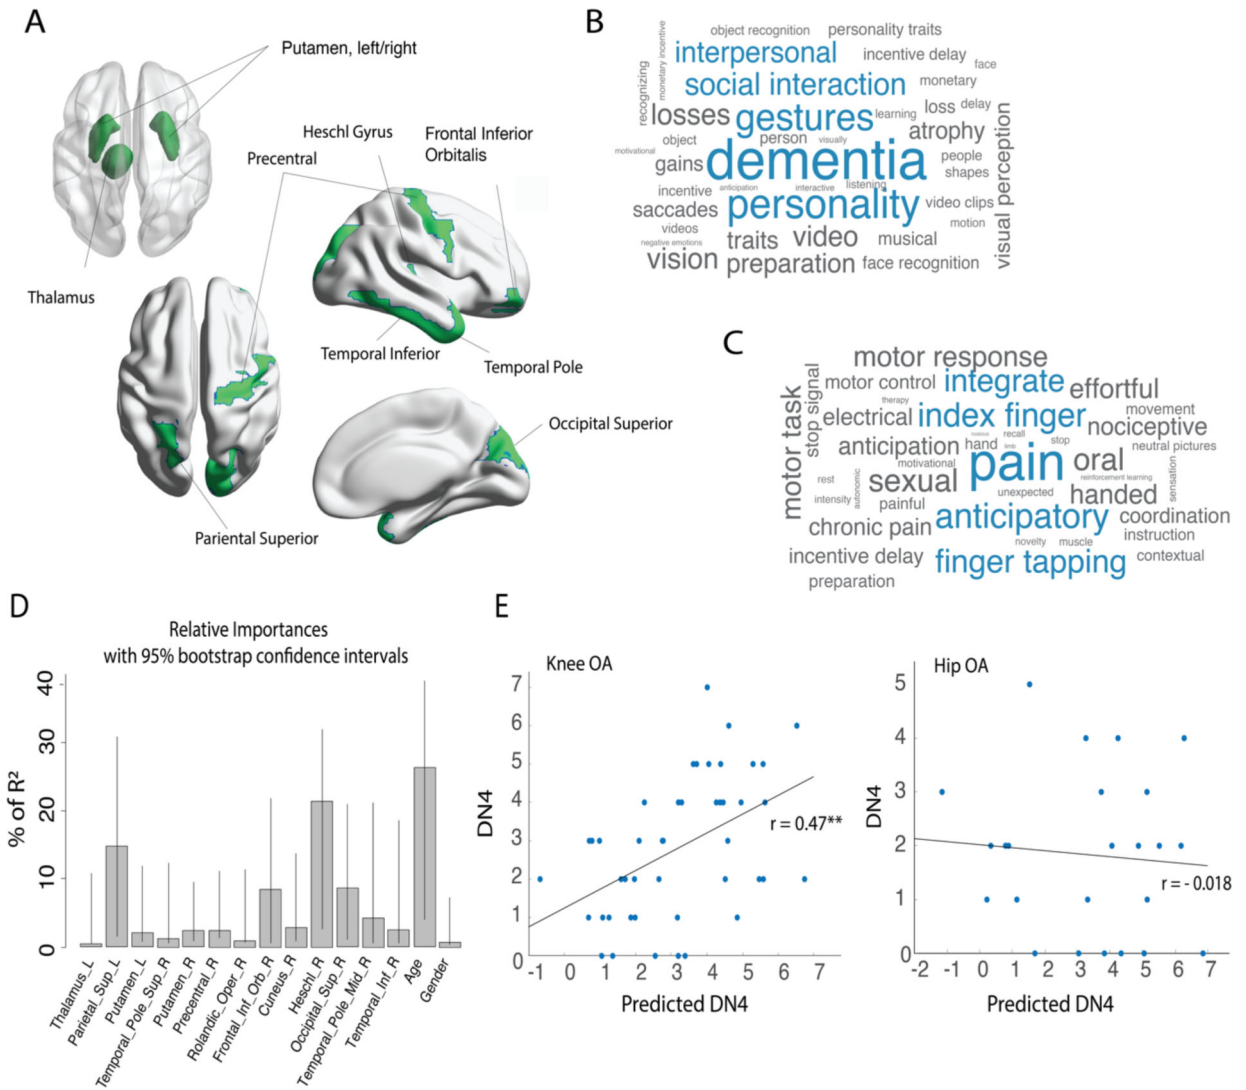 A
Putamen, left/right
Heschl Gyrus
Frontal Inferior
Orbitalis
Precentral
Thalamus
Temporal Inferior
Temporal Pole
Occipital Superior
Pariental Superior
B
object recognition
personality traits
monetary incentive
interpersonal
incentive delay
face
recognizing
social interaction
monetary
losses
gestures
learning
loss
delay
atrophy
object
person
visually
motivational
gains
dementia
people
shapes
visual perception
incentive
anticipation
interactive
listening
saccades
personality
video clips
videos
motion
negative emotions
traits
video
musical
vision
preparation
face recognition
C
motor response
motor task
stop signal
motor control
integrate
effortful
therapy
electrical
index finger
movement
nociceptive
anticipation
hand
recall
limb
stop
neutral pictures
motivational
pain
oral
rest
autonomic
sexual
reinforcement learning
sensation
intensity
painful
unexpected
handed
chronic pain
anticipatory
coordination
instruction
novelty
muscle
incentive delay
finger tapping
contextual
preparation
D
Relative Importances
with 95% bootstrap confidence intervals
% of R²
40
30
20
10
0
Thalamus_L
Parietal_Sup_L
Putamen_L
Temporal_Pole_Sup_R
Putamen_R
Precentral_R
Rolandic_Oper_R
Frontal_Inf_Orb_R
Cuneus_R
Heschl_R
Occipital_Sup_R
Temporal_Pole_Mid_R
Temporal_Inf_R
Age
Gender
E
Knee OA
DN4
7
6
5
4
3
2
1
0
r = 0.47**
-1 0 1 2 3 4 5 6 7
Predicted DN4
Hip OA
DN4
5
4
3
2
1
0
r = - 0.018
-2 -1 0 1 2 3 4 5 6 7
Predicted DN4